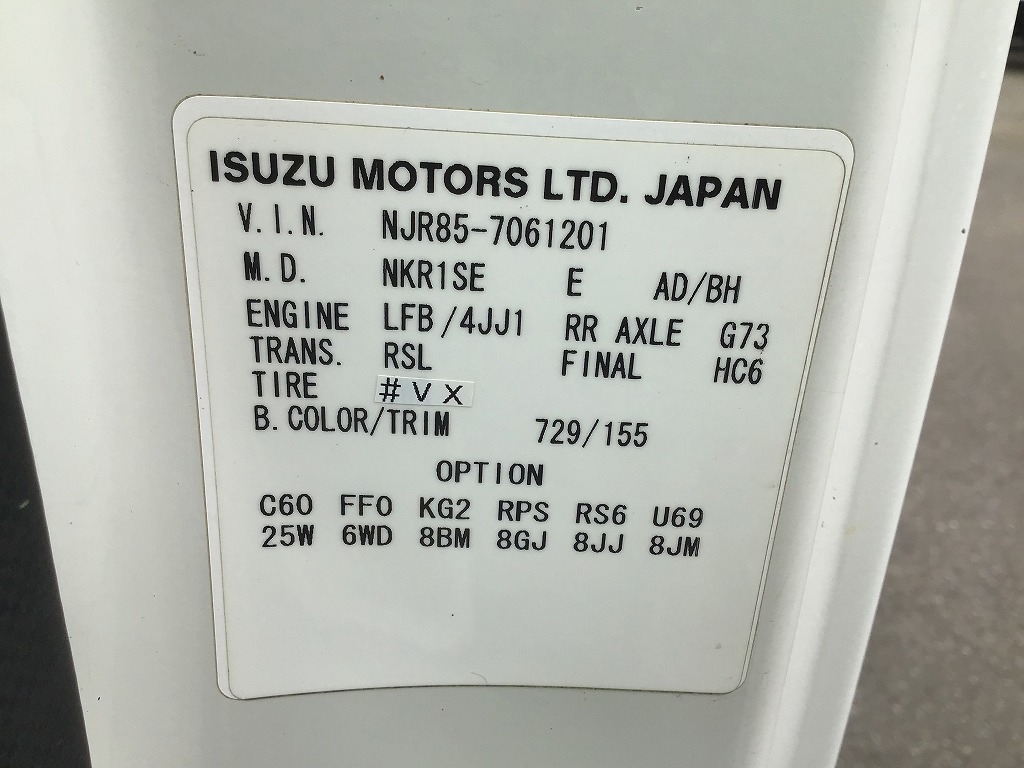 ISUZU MOTORS LTD. JAPAN
V.I.N. NJR85-7061201
M.D. NKR1SE E AD/BH
ENGINE LFB/4JJ1 RR AXLE G73
TRANS. RSL FINAL HC6
TIRE #VX
B.COLOR/TRIM 729/155
OPTION
C60 FF0 KG2 RPS RS6 U69
25W 6WD 8BM 8GJ 8JJ 8JM